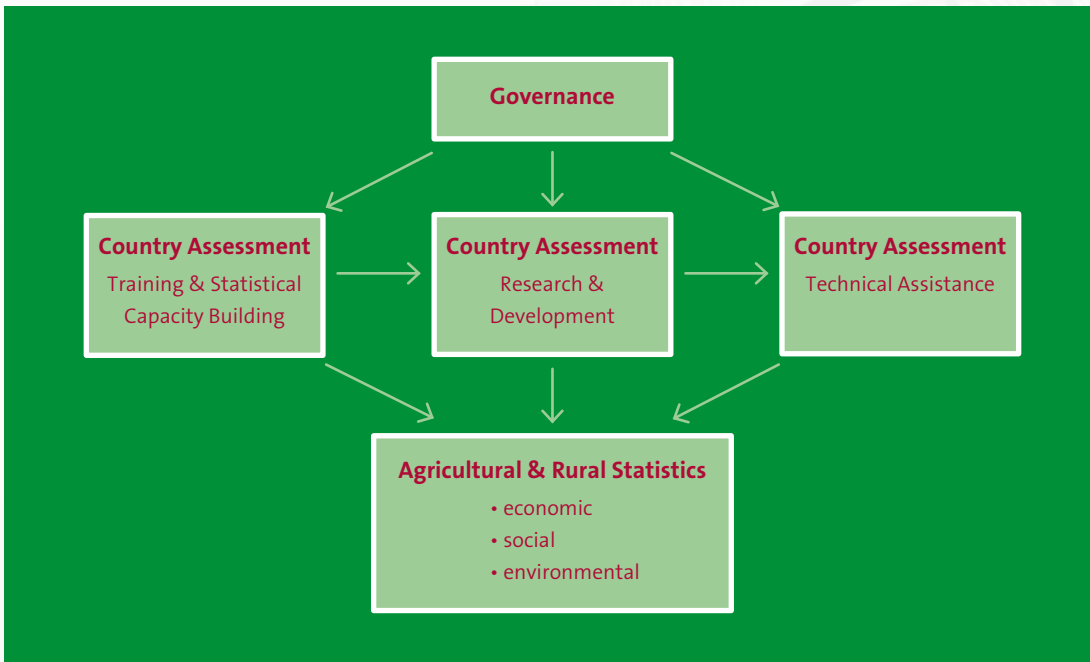 Governance
Country Assessment
Training & Statistical
Capacity Building
Country Assessment
Research &
Development
Country Assessment
Technical Assistance
Agricultural & Rural Statistics
• economic
• social
• environmental